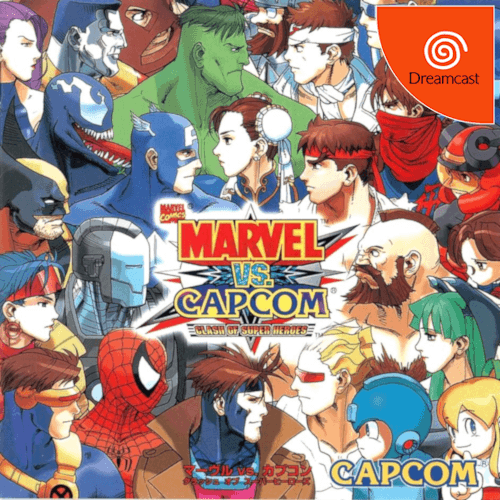 Dreamcast
MARVEL
COMICS
MARVEL
VS.
CAPCOM
CLASH OF SUPER HEROES
マーヴル vs. カプコン
クラッシュ オブ スーパーヒーローズ
CAPCOM